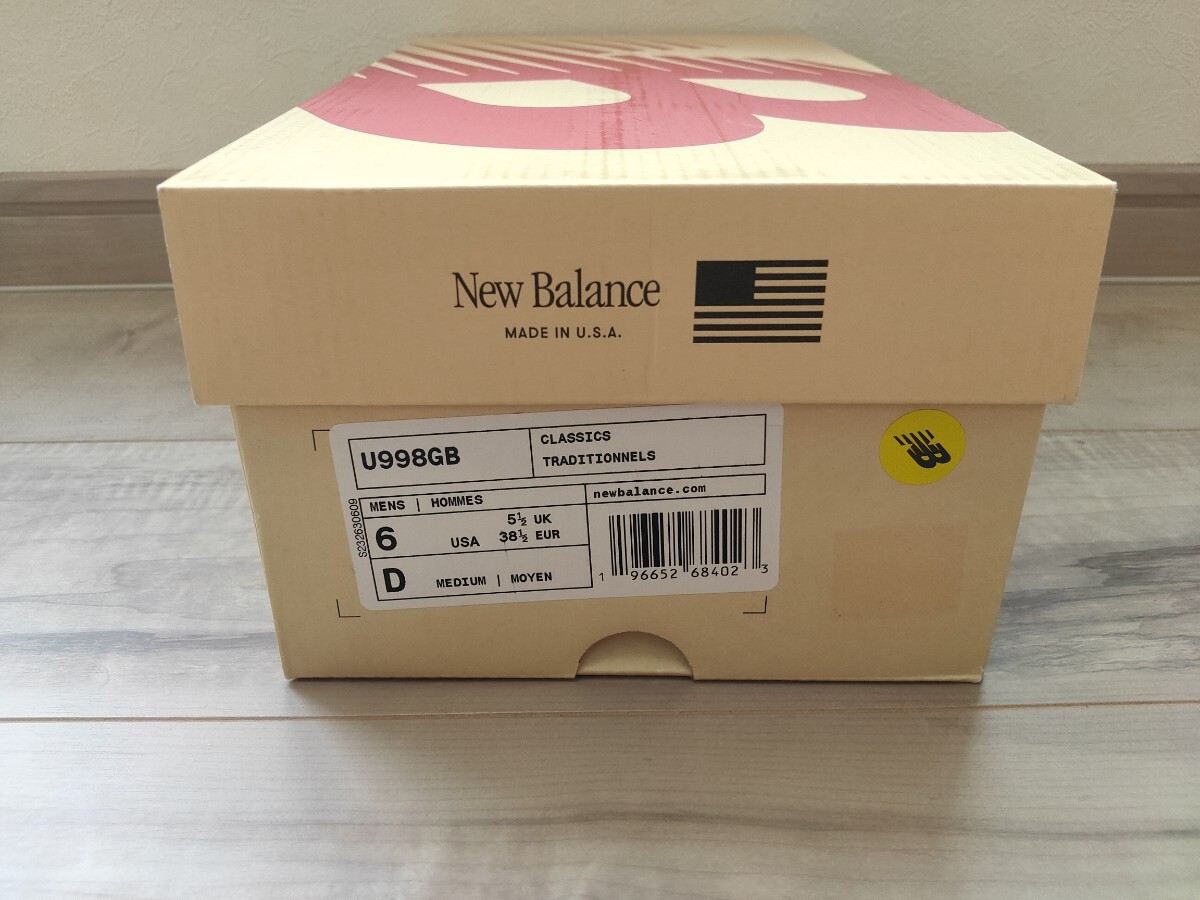 New Balance
MADE IN U.S.A.
U998GB
CLASSICS
TRADITIONNELS
S232630609
MENS | HOMMES
newbalance.com
6 USA 5½ UK
38½ EUR
D MEDIUM | MOYEN
1 96652 68402 3